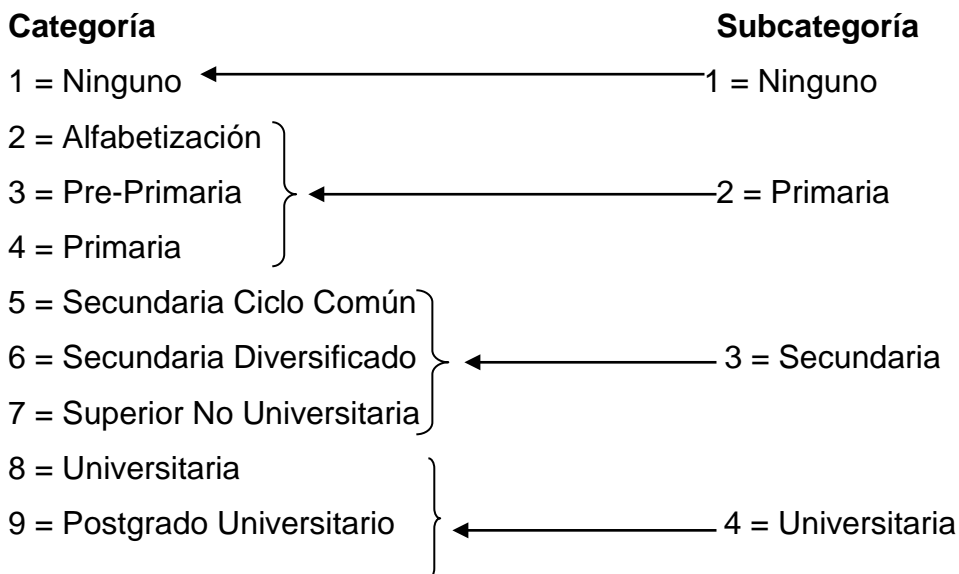 Categoría Subcategoría
1 = Ninguno 1 = Ninguno
2 = Alfabetización
3 = Pre-Primaria 2 = Primaria
4 = Primaria
5 = Secundaria Ciclo Común
6 = Secundaria Diversificado 3 = Secundaria
7 = Superior No Universitaria
8 = Universitaria
9 = Postgrado Universitario 4 = Universitaria